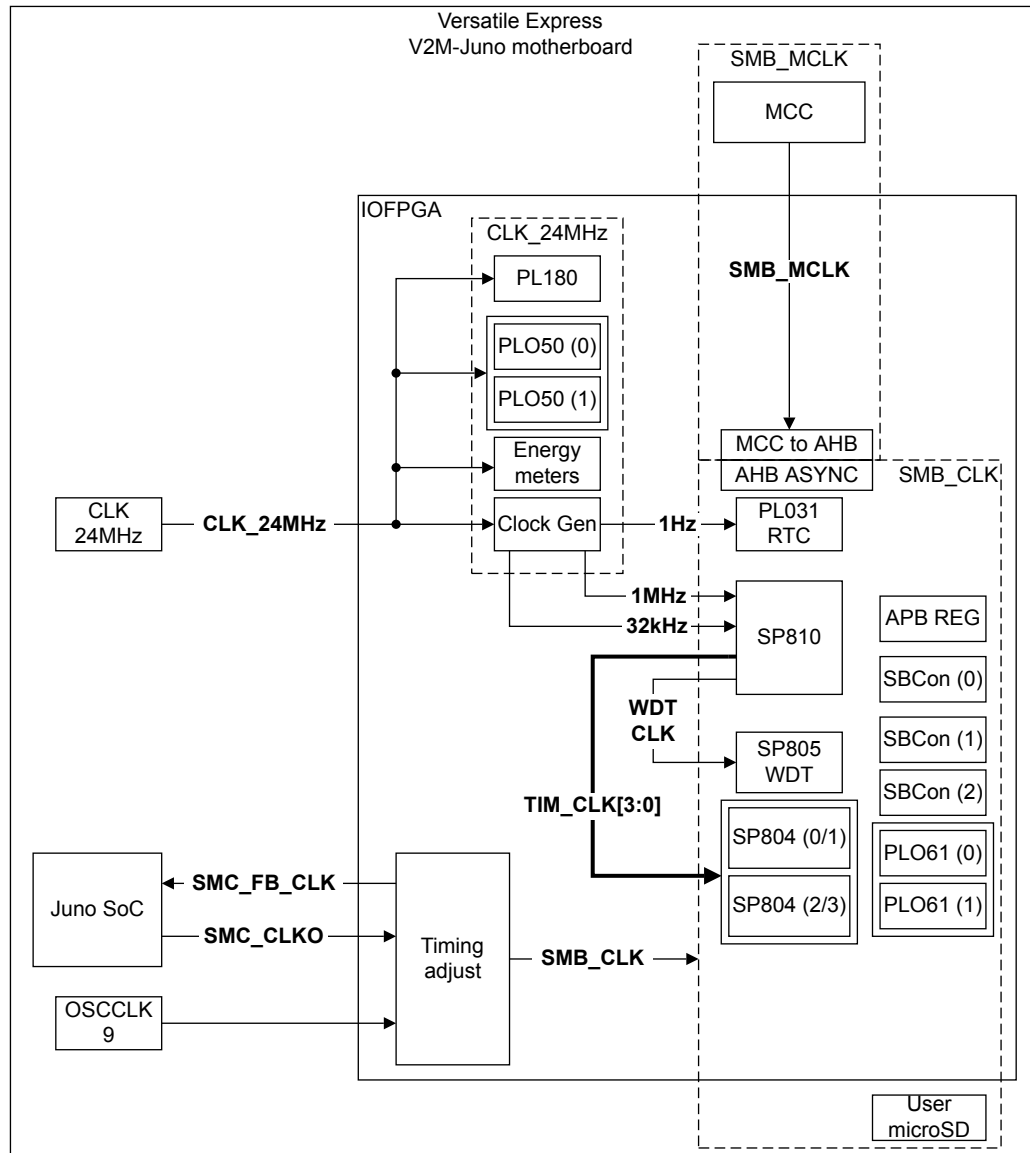 Versatile Express
V2M-Juno motherboard
SMB_MCLK
MCC
IOFPGA
CLK_24MHz
PL180
SMB_MCLK
PLO50 (0)
PLO50 (1)
MCC to AHB
Energy
meters
AHB ASYNC
SMB_CLK
CLK
24MHz
CLK_24MHz
Clock Gen
1Hz
PL031
RTC
1MHz
32kHz
SP810
APB REG
SBCon (0)
WDT
CLK
SBCon (1)
SP805
WDT
SBCon (2)
TIM_CLK[3:0]
SP804 (0/1)
PLO61 (0)
SP804 (2/3)
PLO61 (1)
Juno SoC
SMC_FB_CLK
SMC_CLKO
Timing
adjust
SMB_CLK
OSCCLK
9
User
microSD